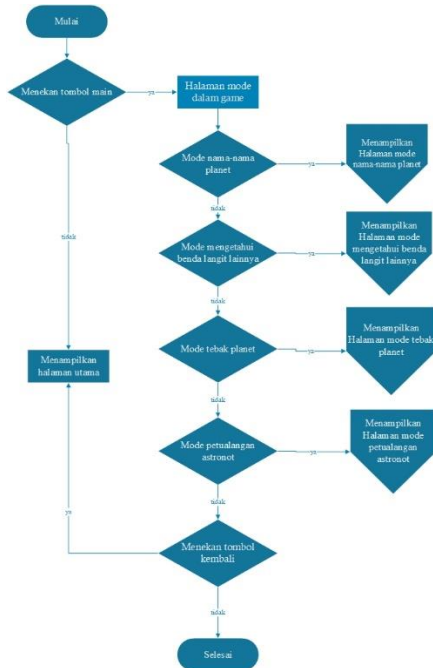 Mulai
Menekan tombol main
ya
Halaman mode
dalam game
Mode nama-nama
planet
ya
Menampilkan
Halaman mode
nama-nama planet
tidak
Mode mengetahui
benda langit lainnya
ya
Menampilkan
Halaman mode
mengetahui benda
langit lainnya
tidak
tidak
Mode tebak planet
ya
Menampilkan
Halaman mode tebak
planet
Menampilkan
halaman utama
tidak
Mode petualangan
astronot
ya
Menampilkan
Halaman mode
petualangan
astronot
tidak
ya
Menekan tombol
kembali
tidak
Selesai